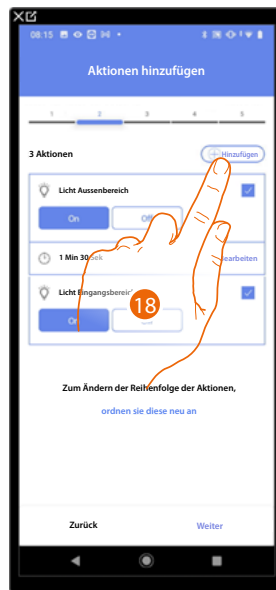 08:15
Aktionen hinzufügen
1 2 3 4 5
3 Aktionen
Hinzufügen
Licht Aussenbereich
On Off
1 Min 30 Sek
Bearbeiten
Licht Eingangsbereich
On
18
Zum Ändern der Reihenfolge der Aktionen,
ordnen sie diese neu an
Zurück Weiter